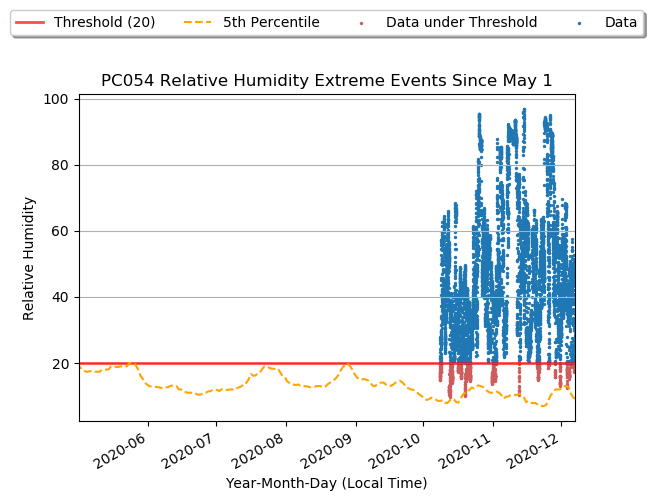 Threshold (20) 5th Percentile Data under Threshold Data
PC054 Relative Humidity Extreme Events Since May 1
100
80
60
40
20
Relative Humidity
2020-06 2020-07 2020-08 2020-09 2020-10 2020-11 2020-12
Year-Month-Day (Local Time)